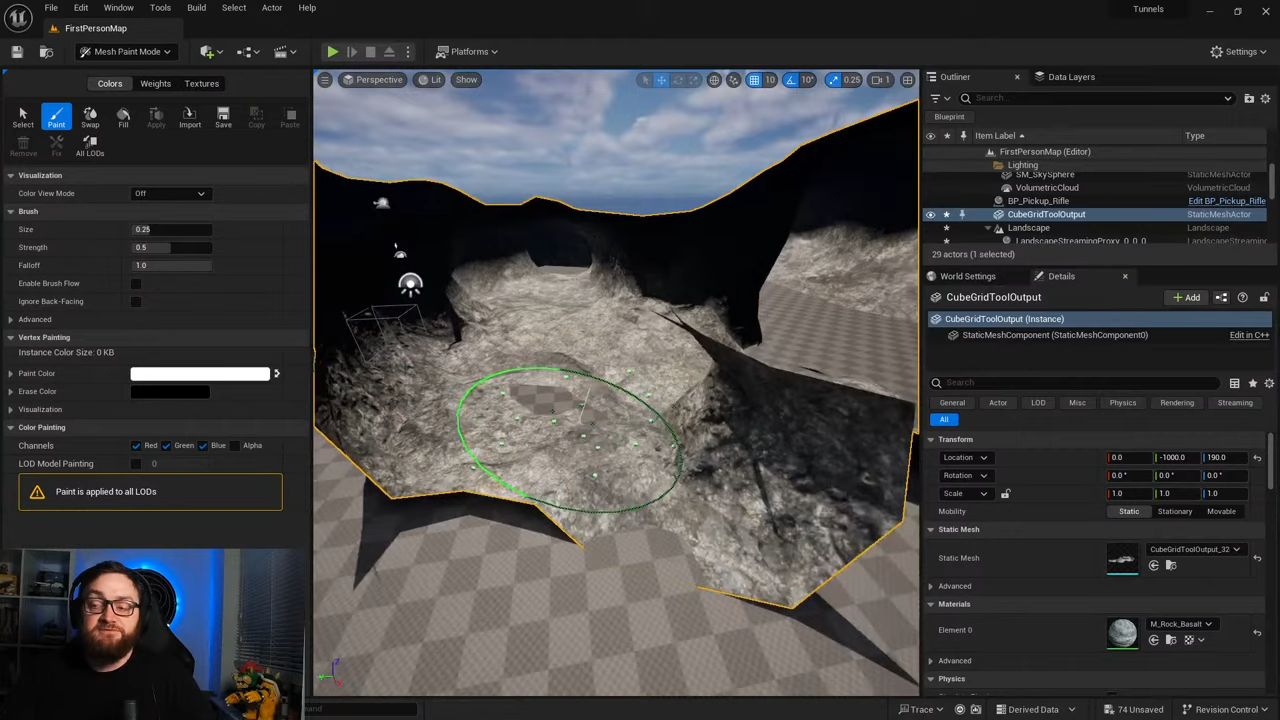 File Edit Window Tools Build Select Actor Help
Tunnels
FirstPersonMap
Mesh Paint Mode
Platforms
Settings
Colors Weights Textures
Select Paint Swap Fill Apply Import Save Copy Paste
Remove Fix All LODs
Visualization
Color View Mode Off
Brush
Size 0.25
Strength 0.5
Falloff 1.0
Enable Brush Flow
Ignore Back-Facing
Advanced
Vertex Painting
Instance Color Size: 0 KB
Paint Color
Erase Color
Visualization
Color Painting
Channels Red Green Blue Alpha
LOD Model Painting 0
Paint is applied to all LODs
Perspective Lit Show
10 10° 0.25 1
Outliner Data Layers
Search...
Blueprint
Item Label Type
FirstPersonMap (Editor)
Lighting
SM_SkySphere StaticMeshActor
VolumetricCloud VolumetricCloud
BP_Pickup_Rifle Edit BP_Pickup_Rifle
CubeGridToolOutput StaticMeshActor
Landscape Landscape
LandscapeStreamingProxy_0_0_0 LandscapeStreaming
29 actors (1 selected)
World Settings Details
CubeGridToolOutput
Add
CubeGridToolOutput (Instance)
StaticMeshComponent (StaticMeshComponent0) Edit in C++
Search
General Actor LOD Misc Physics Rendering Streaming
All
Transform
Location 0.0 -1000.0 190.0
Rotation 0.0° 0.0° 0.0°
Scale 1.0 1.0 1.0
Mobility Static Stationary Movable
Static Mesh
Static Mesh CubeGridToolOutput_32
Advanced
Materials
Element 0 M_Rock_Basalt
Advanced
Physics
mand
Trace Derived Data 74 Unsaved Revision Control